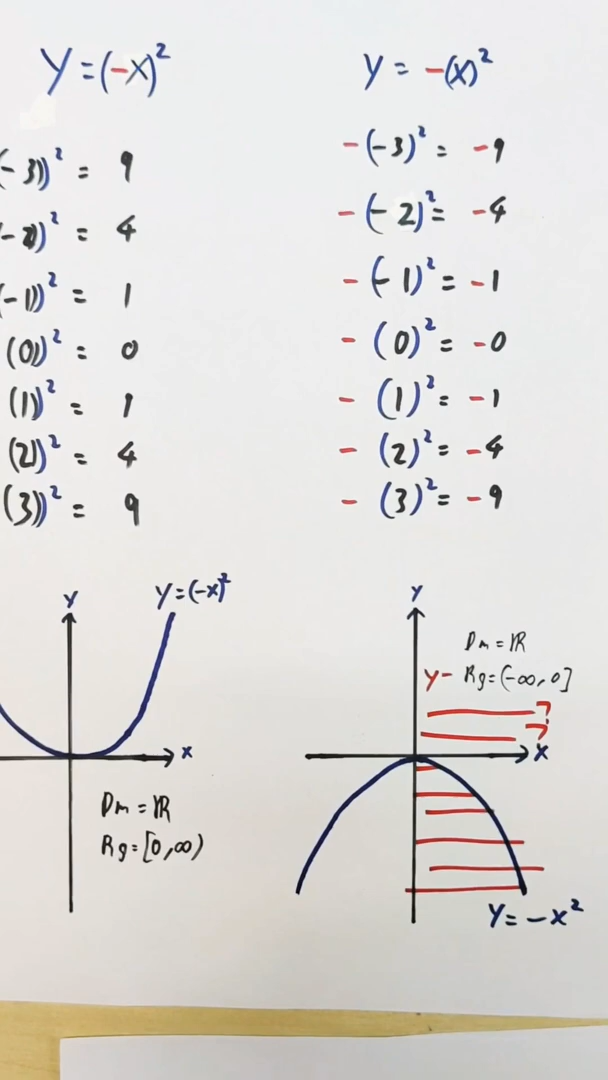 Y = (-x)²
-3))² = 9
-2))² = 4
-1))² = 1
(0))² = 0
(1))² = 1
(2))² = 4
(3))² = 9
y = -(x)²
- (-3)² = -9
- (-2)² = -4
- (-1)² = -1
- (0)² = -0
- (1)² = -1
- (2)² = -4
- (3)² = -9
Y
Y = (-x)²
x
Dm = ℝ
Rg = [0, ∞)
Y
Dm = ℝ
y- Rg = (-∞, 0]
?
?
x
Y = -x²